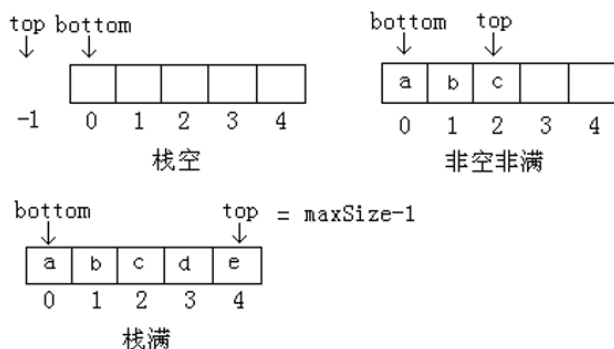 top bottom
-1 0 1 2 3 4
栈空
bottom top
a b c
0 1 2 3 4
非空非满
bottom top = maxSize-1
a b c d e
0 1 2 3 4
栈满